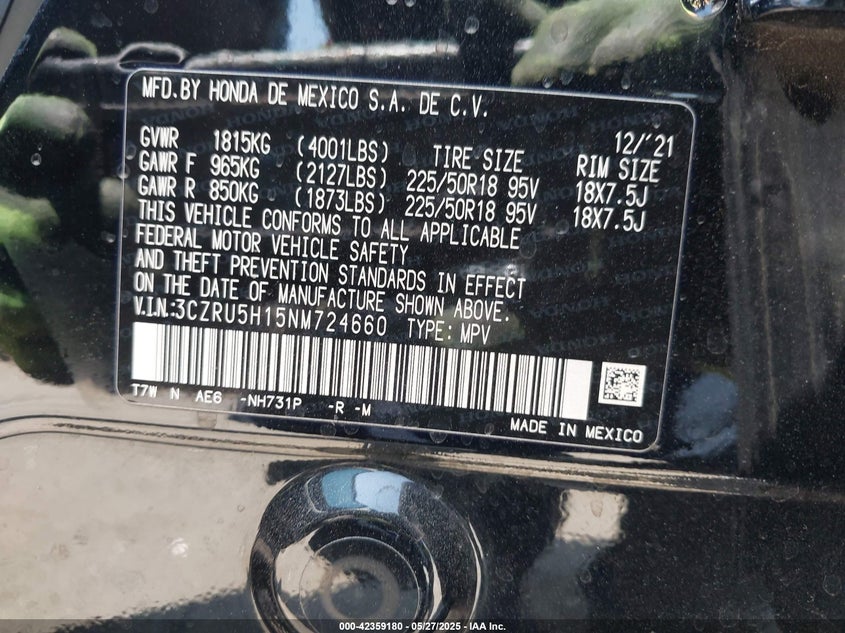 MFD.BY HONDA DE MEXICO S.A. DE C.V.
12/'21
GVWR 1815KG (4001LBS) TIRE SIZE RIM SIZE
GAWR F 965KG (2127LBS) 225/50R18 95V 18X7.5J
GAWR R 850KG (1873LBS) 225/50R18 95V 18X7.5J
THIS VEHICLE CONFORMS TO ALL APPLICABLE
FEDERAL MOTOR VEHICLE SAFETY
AND THEFT PREVENTION STANDARDS IN EFFECT
ON THE DATE OF MANUFACTURE SHOWN ABOVE.
V.I.N.:3CZRU5H15NM724660 TYPE: MPV
T7W N AE6 -NH731P -R -M
MADE IN MEXICO
000-42359180 - 05/27/2025 - IAA Inc.